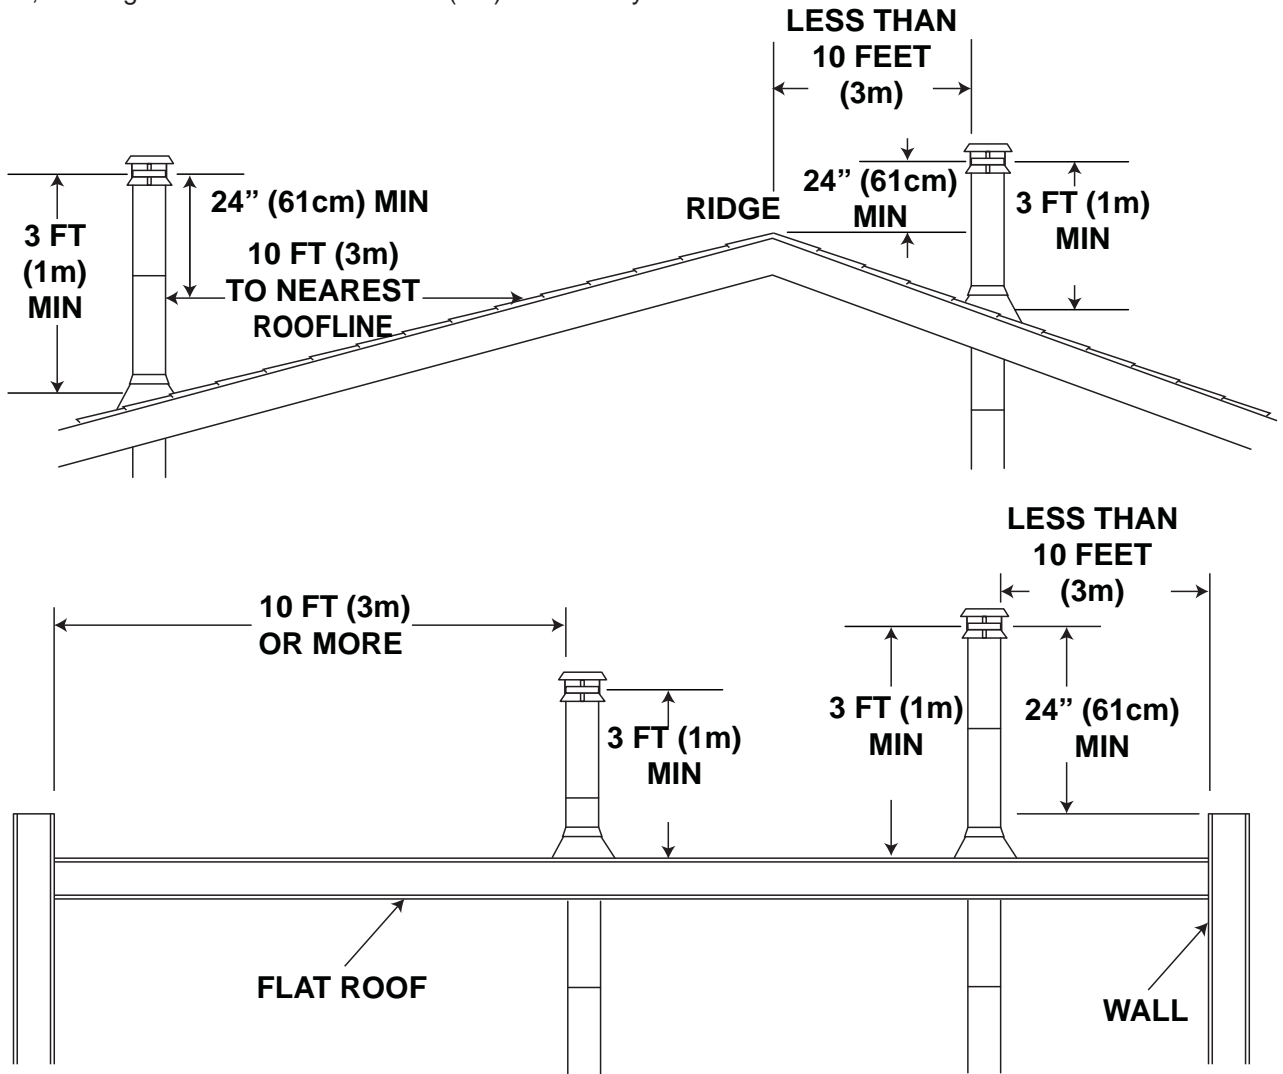 LESS THAN
10 FEET
(3m)
24” (61cm) MIN
3 FT
(1m)
MIN
10 FT (3m)
TO NEAREST
ROOFLINE
RIDGE
24” (61cm)
MIN
3 FT (1m)
MIN
LESS THAN
10 FEET
(3m)
10 FT (3m)
OR MORE
3 FT (1m)
MIN
3 FT (1m)
MIN
24” (61cm)
MIN
FLAT ROOF
WALL